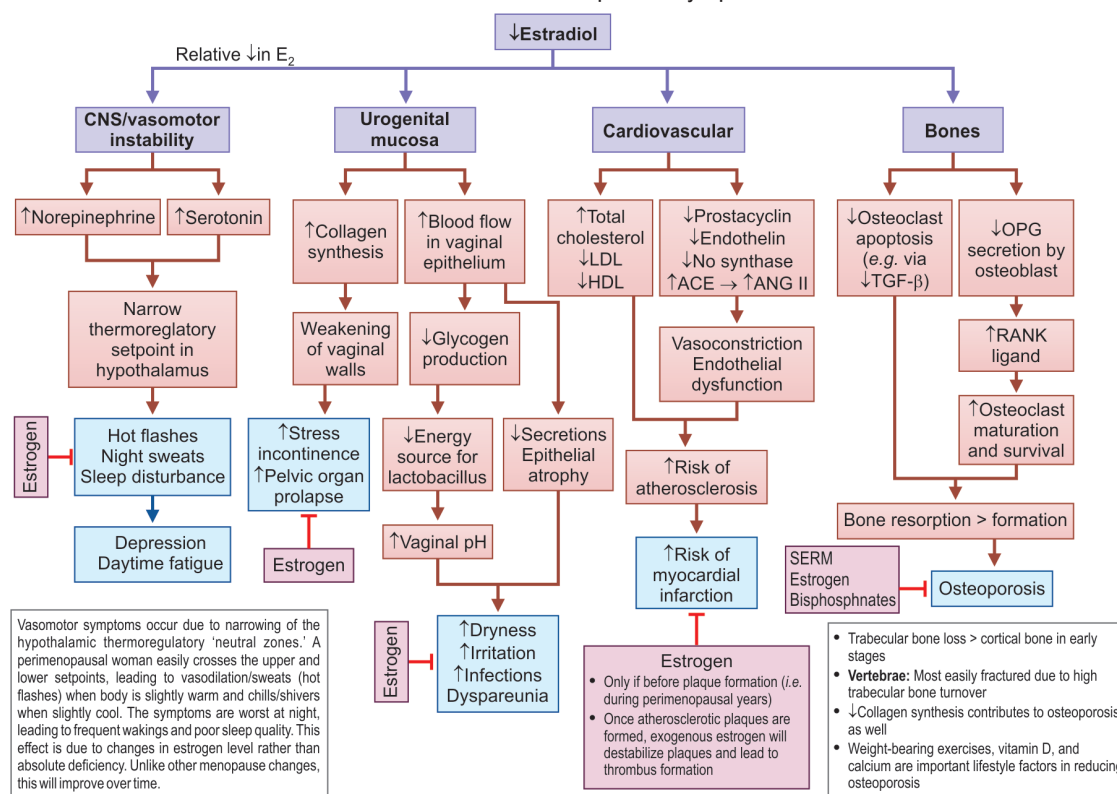 ↓Estradiol
Relative ↓in E₂
CNS/vasomotor
instability
Urogenital
mucosa
Cardiovascular
Bones
↑Norepinephrine
↑Serotonin
↑Collagen
synthesis
↑Blood flow
in vaginal
epithelium
↑Total
cholesterol
↓LDL
↓HDL
↓Prostacyclin
↓Endothelin
↓No synthase
↑ACE → ↑ANG II
↓Osteoclast
apoptosis
(e.g. via
↓TGF-β)
↓OPG
secretion by
osteoblast
Narrow
thermoreglatory
setpoint in
hypothalamus
Weakening
of vaginal
walls
↓Glycogen
production
Vasoconstriction
Endothelial
dysfunction
↑RANK
ligand
↑Osteoclast
maturation
and survival
Estrogen
Hot flashes
Night sweats
Sleep disturbance
↑Stress
incontinence
↑Pelvic organ
prolapse
↓Energy
source for
lactobacillus
↓Secretions
Epithelial
atrophy
↑Risk of
atherosclerosis
Bone resorption > formation
Depression
Daytime fatigue
Estrogen
↑Vaginal pH
↑Risk of
myocardial
infarction
SERM
Estrogen
Bisphosphnates
Osteoporosis
Vasomotor symptoms occur due to narrowing of the
hypothalamic thermoregulatory ‘neutral zones.’ A
perimenopausal woman easily crosses the upper and
lower setpoints, leading to vasodilation/sweats (hot
flashes) when body is slightly warm and chills/shivers
when slightly cool. The symptoms are worst at night,
leading to frequent wakings and poor sleep quality. This
effect is due to changes in estrogen level rather than
absolute deficiency. Unlike other menopause changes,
this will improve over time.
Estrogen
↑Dryness
↑Irritation
↑Infections
Dyspareunia
Estrogen
• Only if before plaque formation (i.e.
during perimenopausal years)
• Once atherosclerotic plaques are
formed, exogenous estrogen will
destabilize plaques and lead to
thrombus formation
• Trabecular bone loss > cortical bone in early
stages
• Vertebrae: Most easily fractured due to high
trabecular bone turnover
• ↓Collagen synthesis contributes to osteoporosis
as well
• Weight-bearing exercises, vitamin D, and
calcium are important lifestyle factors in reducing
osteoporosis